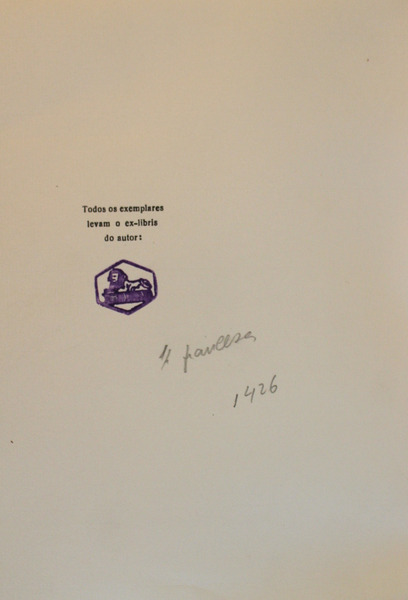 Todos os exemplares
levam o ex-libris
do autor:
1426